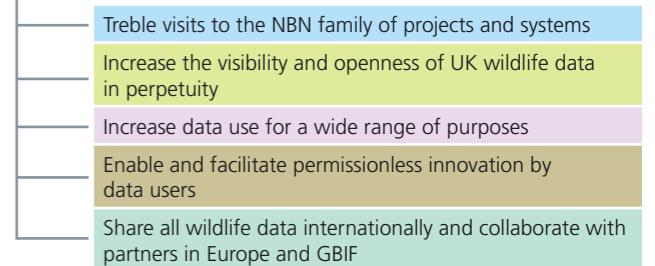 Treble visits to the NBN family of projects and systems
Increase the visibility and openness of UK wildlife data
in perpetuity
Increase data use for a wide range of purposes
Enable and facilitate permissionless innovation by
data users
Share all wildlife data internationally and collaborate with
partners in Europe and GBIF